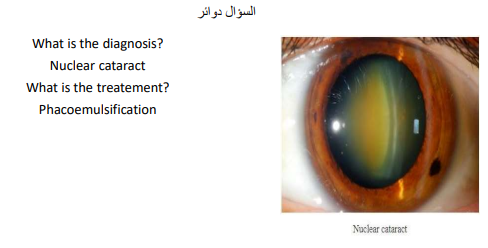 السؤال دوائر
What is the diagnosis?
Nuclear cataract
What is the treatement?
Phacoemulsification
Nuclear cataract